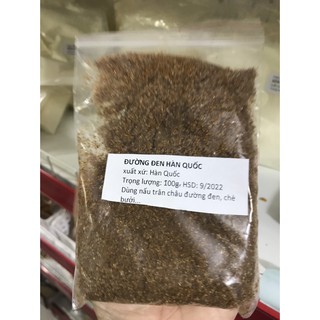 ĐƯỜNG ĐEN HÀN QUỐC
xuất xứ: Hàn Quốc
Trọng lượng: 100g- HSD: 9/2022
Dùng nấu trân châu đường đen, chè
bưởi...